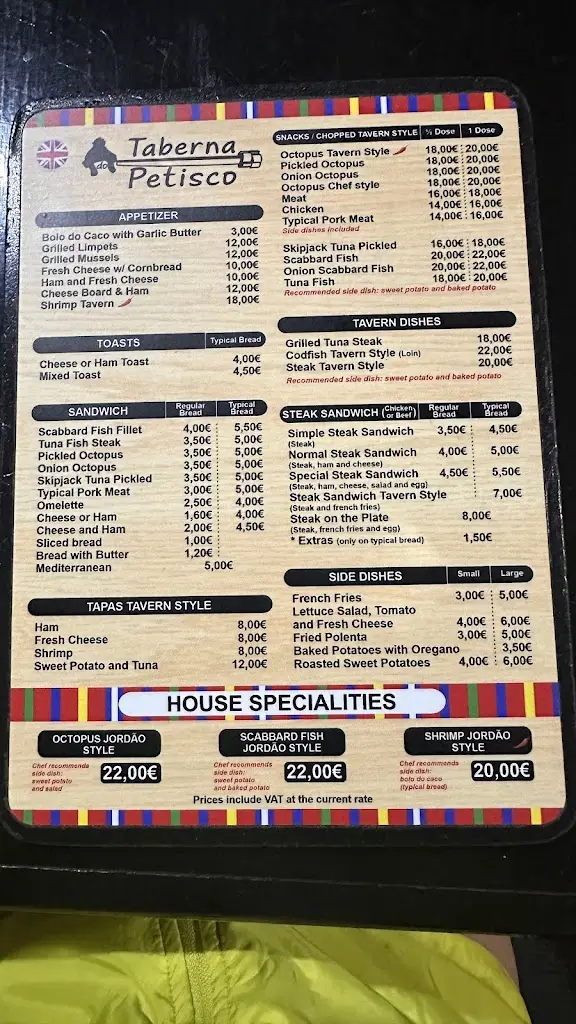 Taberna
do
Petisco
APPETIZER
Bolo do Caco with Garlic Butter 3,00€
Grilled Limpets 12,00€
Grilled Mussels 12,00€
Fresh Cheese w/ Cornbread 10,00€
Ham and Fresh Cheese 10,00€
Cheese Board & Ham 12,00€
Shrimp Tavern 18,00€
TOASTS Typical Bread
Cheese or Ham Toast 4,00€
Mixed Toast 4,50€
SANDWICH Regular Bread Typical Bread
Scabbard Fish Fillet 4,00€ 5,50€
Tuna Fish Steak 3,50€ 5,00€
Pickled Octopus 3,50€ 5,00€
Onion Octopus 3,50€ 5,00€
Skipjack Tuna Pickled 3,50€ 5,00€
Typical Pork Meat 3,00€ 5,00€
Omelette 2,50€ 4,00€
Cheese or Ham 1,60€ 4,00€
Cheese and Ham 2,00€ 4,50€
Sliced bread 1,00€
Bread with Butter 1,20€
Mediterranean 5,00€
TAPAS TAVERN STYLE
Ham 8,00€
Fresh Cheese 8,00€
Shrimp 8,00€
Sweet Potato and Tuna 12,00€
SNACKS / CHOPPED TAVERN STYLE ½ Dose 1 Dose
Octopus Tavern Style 18,00€ 20,00€
Pickled Octopus 18,00€ 20,00€
Onion Octopus 18,00€ 20,00€
Octopus Chef style 18,00€ 20,00€
Meat 16,00€ 18,00€
Chicken 14,00€ 16,00€
Typical Pork Meat 14,00€ 16,00€
Side dishes included
Skipjack Tuna Pickled 16,00€ 18,00€
Scabbard Fish 20,00€ 22,00€
Onion Scabbard Fish 20,00€ 22,00€
Tuna Fish 18,00€ 20,00€
Recommended side dish: sweet potato and baked potato
TAVERN DISHES
Grilled Tuna Steak 18,00€
Codfish Tavern Style (Loin) 22,00€
Steak Tavern Style 20,00€
Recommended side dish: sweet potato and baked potato
STEAK SANDWICH (Chicken or Beef) Regular Bread Typical Bread
Simple Steak Sandwich 3,50€ 4,50€
(Steak)
Normal Steak Sandwich 4,00€ 5,00€
(Steak, ham and cheese)
Special Steak Sandwich 4,50€ 5,50€
(Steak, ham, cheese, salad and egg)
Steak Sandwich Tavern Style 7,00€
(Steak and french fries)
Steak on the Plate 8,00€
(Steak, french fries and egg)
* Extras (only on typical bread) 1,50€
SIDE DISHES Small Large
French Fries 3,00€ 5,00€
Lettuce Salad, Tomato
and Fresh Cheese 4,00€ 6,00€
Fried Polenta 3,00€ 5,00€
Baked Potatoes with Oregano 3,50€
Roasted Sweet Potatoes 4,00€ 6,00€
HOUSE SPECIALITIES
OCTOPUS JORDÃO
STYLE
Chef recommends
side dish:
sweet potato
and salad
22,00€
SCABBARD FISH
JORDÃO STYLE
Chef recommends
side dish:
sweet potato
and baked potato
22,00€
SHRIMP JORDÃO
STYLE
Chef recommends
side dish:
bolo do caco
(typical bread)
20,00€
Prices include VAT at the current rate